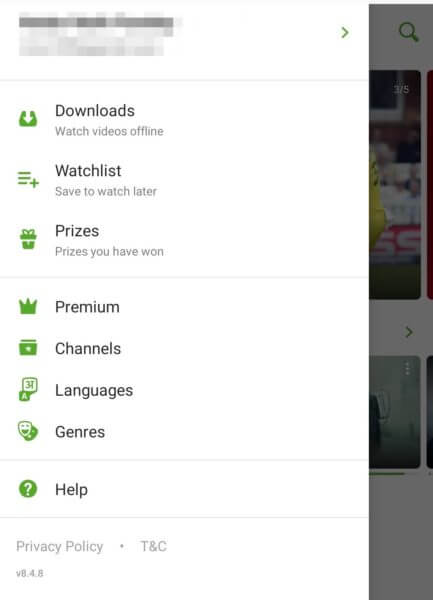 3/5
Downloads
Watch videos offline
Watchlist
Save to watch later
Prizes
Prizes you have won
Premium
Channels
Languages
Genres
Help
Privacy Policy • T&C
v8.4.8